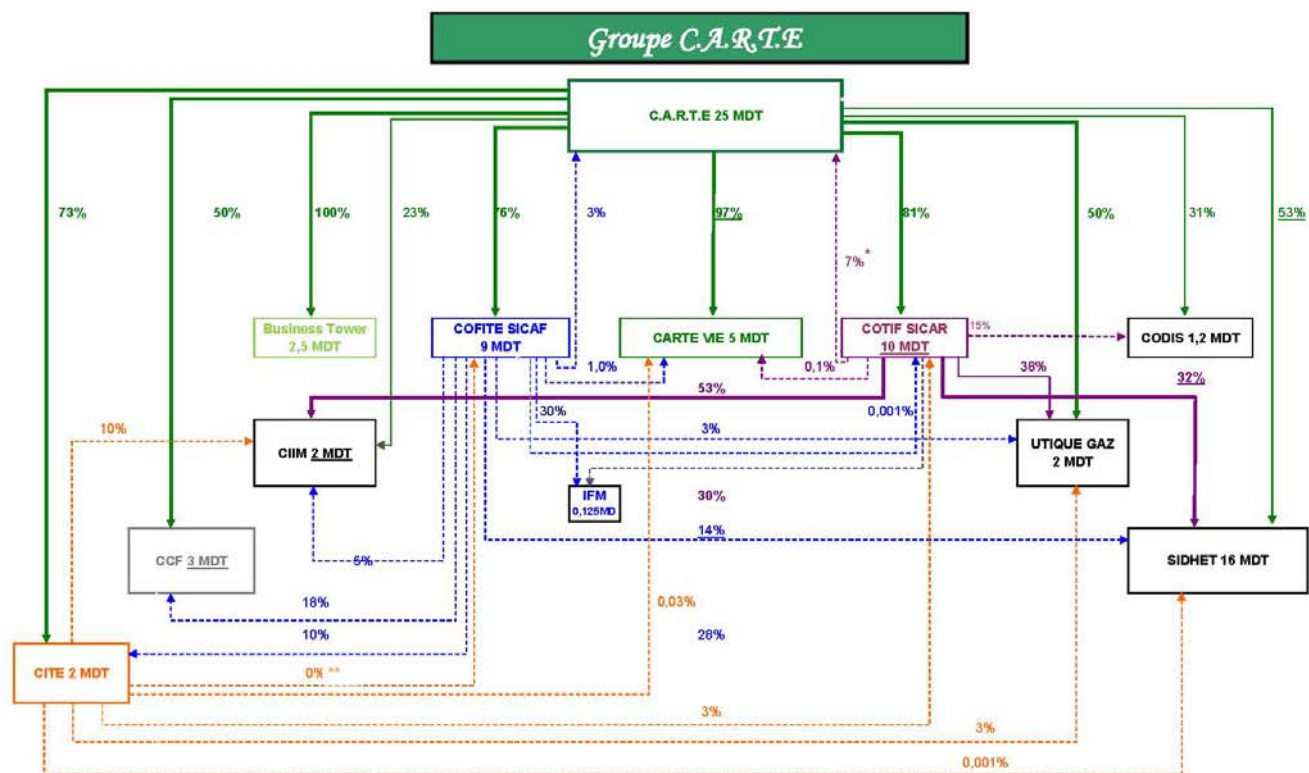 Groupe C.A.R.T.E
C.A.R.T.E 25 MDT
73%
50%
100%
23%
76%
3%
97%
7%*
81%
50%
31%
53%
Business Tower
2,5 MDT
COFITE SICAF
9 MDT
CARTE VIE 5 MDT
COTIF SICAR
10 MDT
15%
CODIS 1,2 MDT
1,0%
0,1%
38%
53%
32%
30%
0,001%
10%
3%
CIIM 2 MDT
UTIQUE GAZ
2 MDT
IFM
0,125MD
30%
14%
CCF 3 MDT
5%
SIDHET 16 MDT
18%
0,03%
10%
28%
CITE 2 MDT
0% **
3%
3%
0,001%